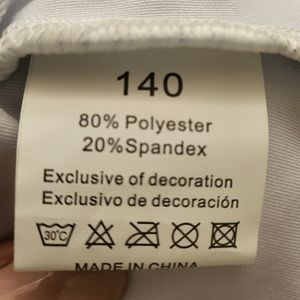 140
80% Polyester
20%Spandex
Exclusive of decoration
Exclusivo de decoración
30°C
MADE IN CHINA